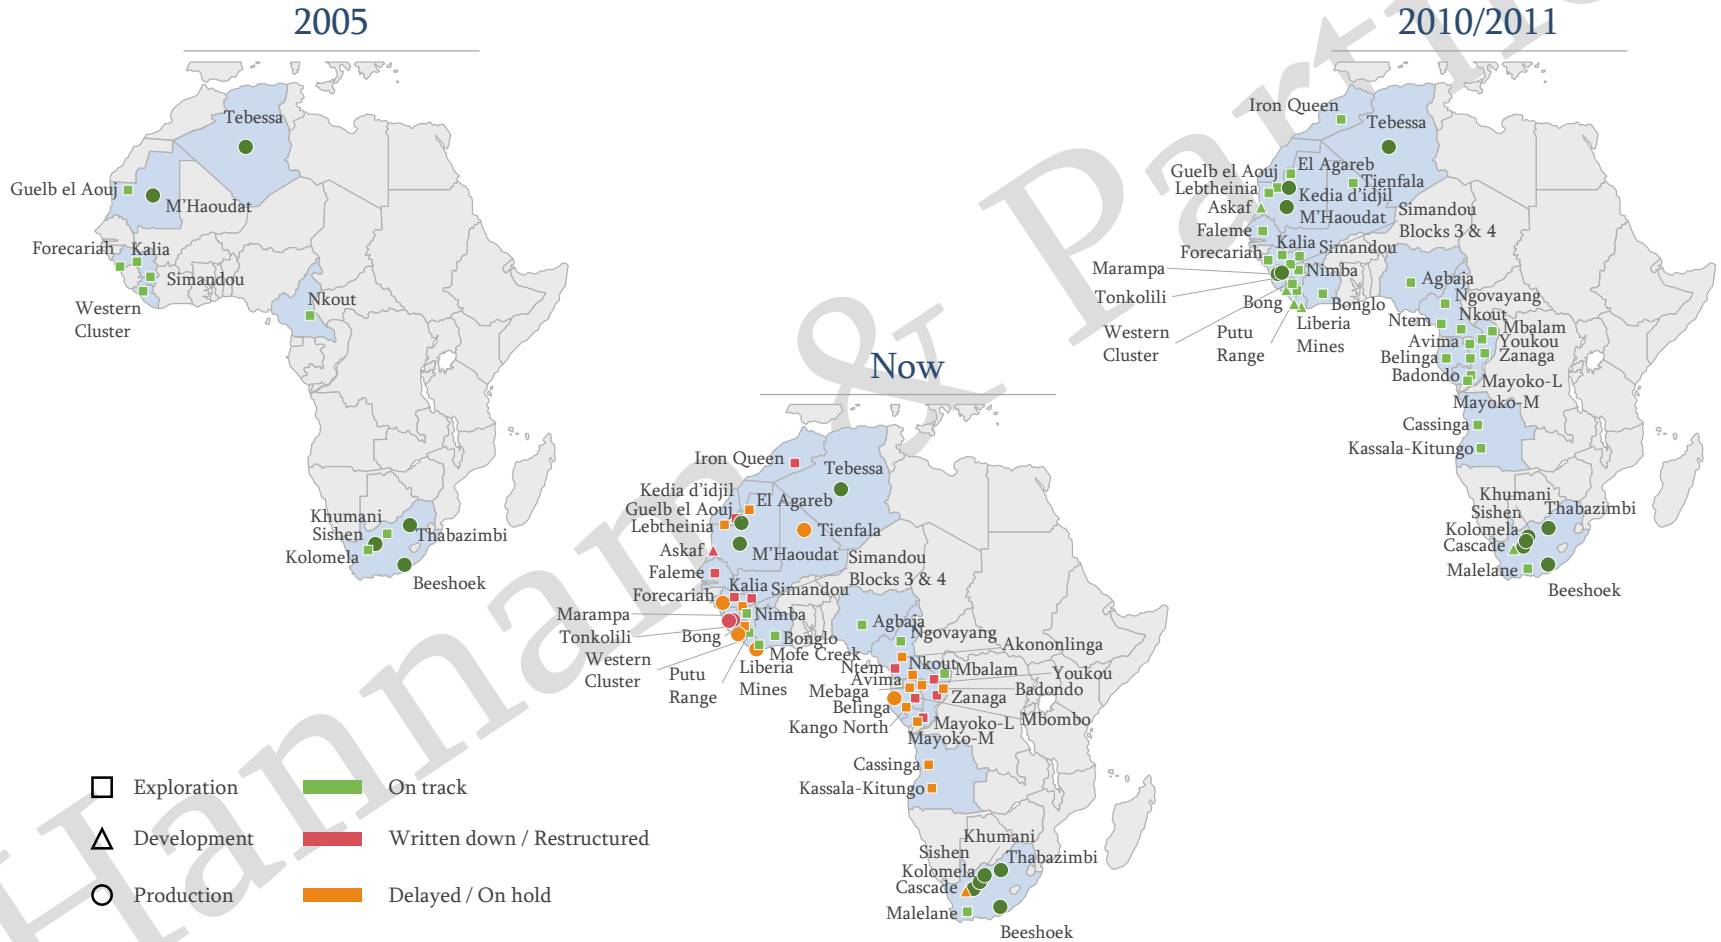 2005
Tebessa
Guelb el Aouj
M'Haoudat
Forecariah
Kalia
Simandou
Western
Cluster
Nkout
Khumani
Sishen
Thabazimbi
Kolomela
Beeshoek
2010/2011
Iron Queen
Tebessa
El Agareb
Guelb el Aouj
Tienfala
Lebtheinia
Kedia d'idjil
Askaf
M'Haoudat
Simandou
Blocks 3 & 4
Faleme
Kalia
Simandou
Forecariah
Marampa
Nimba
Agbaja
Tonkolili
Bong
Bonglo
Ngovayang
Western
Cluster
Putu
Range
Liberia
Mines
Ntem
Nkout
Mbalam
Avima
Youkou
Belinga
Zanaga
Badondo
Mayoko-L
Mayoko-M
Cassinga
Kassala-Kitungo
Khumani
Sishen
Thabazimbi
Kolomela
Cascade
Malelane
Beeshoek
Now
Iron Queen
Tebessa
Kedia d'idjil
El Agareb
Guelb el Aouj
Lebtheinia
Tienfala
Askaf
M'Haoudat
Simandou
Blocks 3 & 4
Faleme
Kalia
Simandou
Forecariah
Marampa
Nimba
Agbaja
Tonkolili
Bong
Bonglo
Ngovayang
Mofe Creek
Akononlinga
Western
Cluster
Putu
Range
Liberia
Mines
Ntem
Nkout
Mbalam
Youkou
Avima
Mebaga
Badondo
Zanaga
Belinga
Mbombo
Kango North
Mayoko-L
Mayoko-M
Cassinga
Kassala-Kitungo
Khumani
Sishen
Thabazimbi
Kolomela
Cascade
Malelane
Beeshoek
Exploration
On track
Development
Written down / Restructured
Production
Delayed / On hold
Hannam & Partne